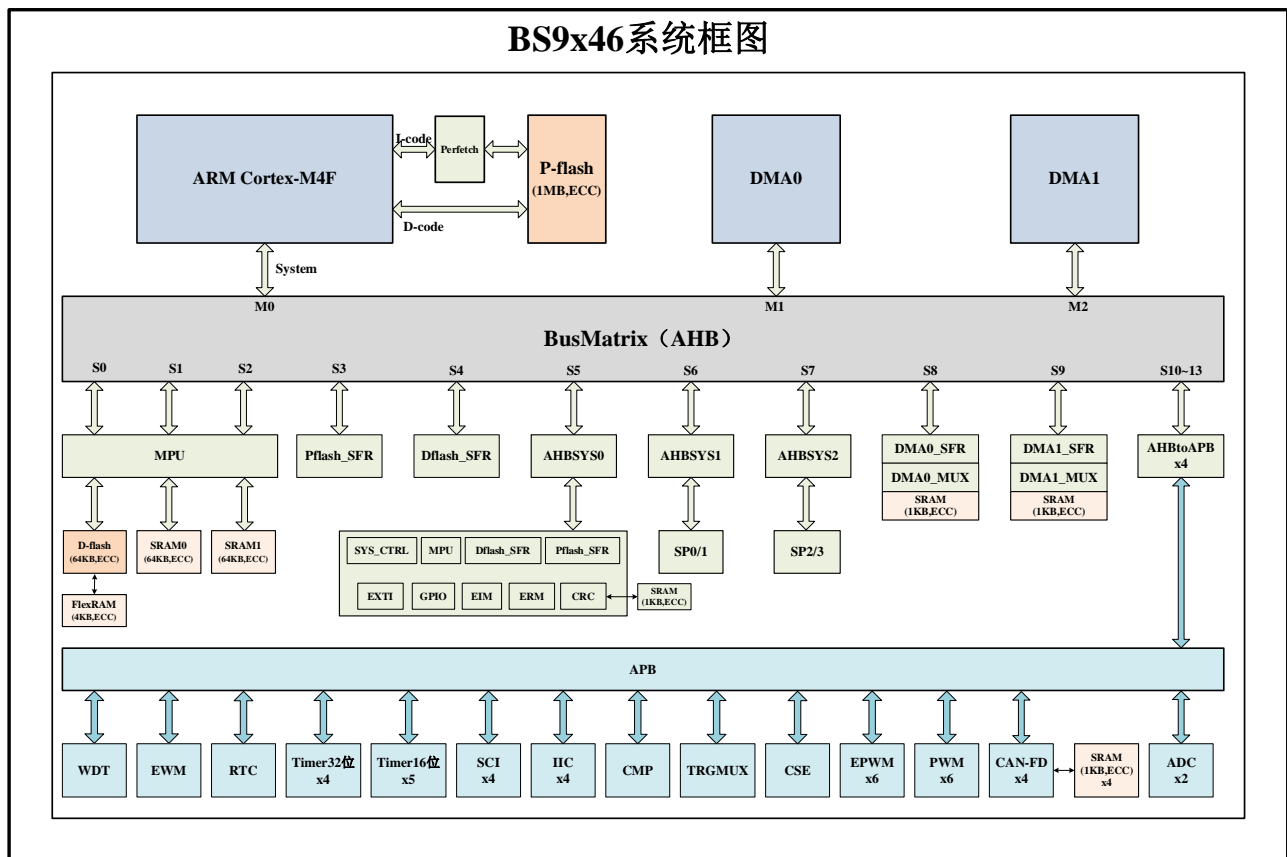 BS9x46系统框图
ARM Cortex-M4F
I-code
Perfetch
D-code
P-flash
(1MB,ECC)
DMA0
DMA1
System
M0
M1
M2
BusMatrix（AHB）
S0
S1
S2
S3
S4
S5
S6
S7
S8
S9
S10~13
MPU
Pflash_SFR
Dflash_SFR
AHBSYS0
AHBSYS1
AHBSYS2
DMA0_SFR
DMA0_MUX
SRAM
(1KB,ECC)
DMA1_SFR
DMA1_MUX
SRAM
(1KB,ECC)
AHBtoAPB
x4
D-flash
(64KB,ECC)
SRAM0
(64KB,ECC)
SRAM1
(64KB,ECC)
FlexRAM
(4KB,ECC)
SYS_CTRL
MPU
Dflash_SFR
Pflash_SFR
EXTI
GPIO
EIM
ERM
CRC
SRAM
(1KB,ECC)
SP0/1
SP2/3
APB
WDT
EWM
RTC
Timer32位
x4
Timer16位
x5
SCI
x4
IIC
x4
CMP
TRGMUX
CSE
EPWM
x6
PWM
x6
CAN-FD
x4
SRAM
(1KB,ECC)
x4
ADC
x2